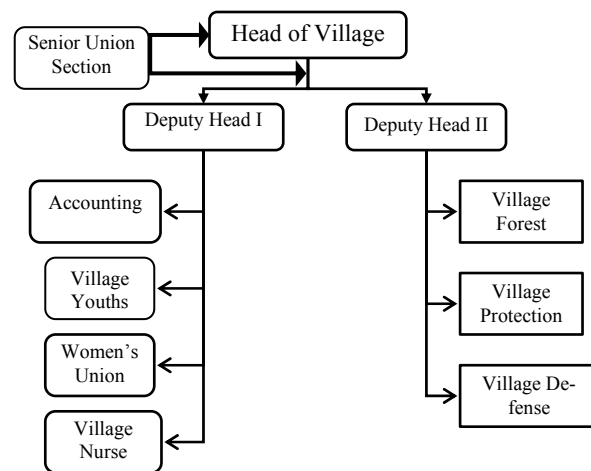 Head of Village
Senior Union
Section
Deputy Head I
Deputy Head II
Accounting
Village
Youths
Women's
Union
Village
Nurse
Village
Forest
Village
Protection
Village De-
fense